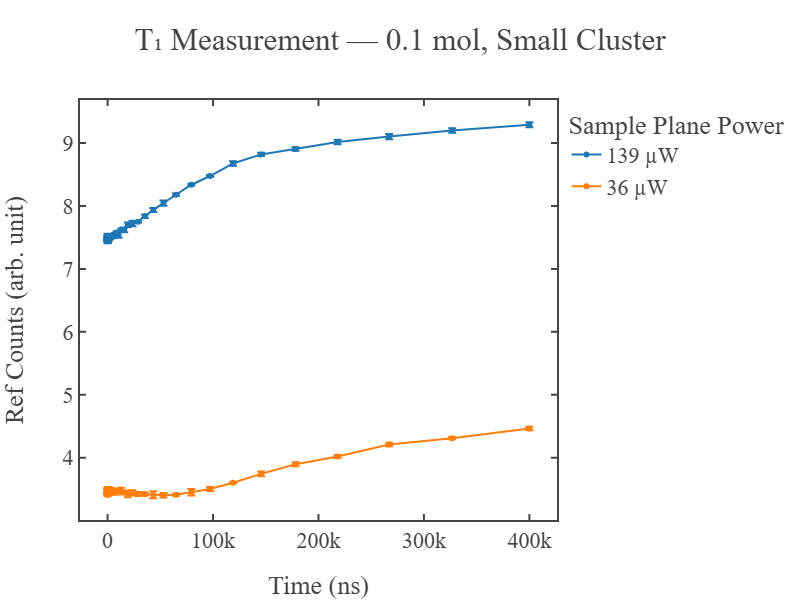 T₁ Measurement — 0.1 mol, Small Cluster
Sample Plane Power
139 µW
36 µW
Ref Counts (arb. unit)
9
8
7
6
5
4
0
100k
200k
300k
400k
Time (ns)